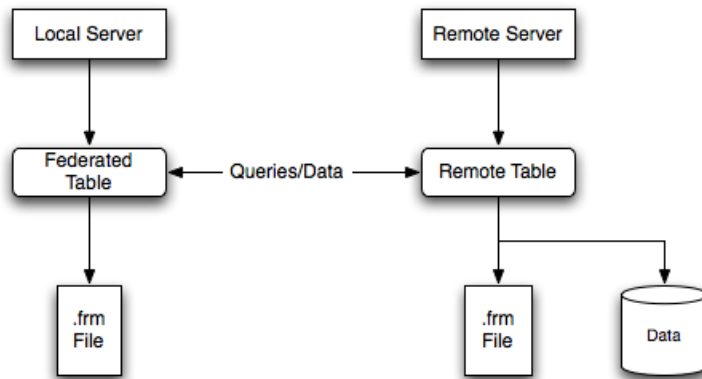 Local Server
Remote Server
Federated
Table
Queries/Data
Remote Table
.frm
File
.frm
File
Data